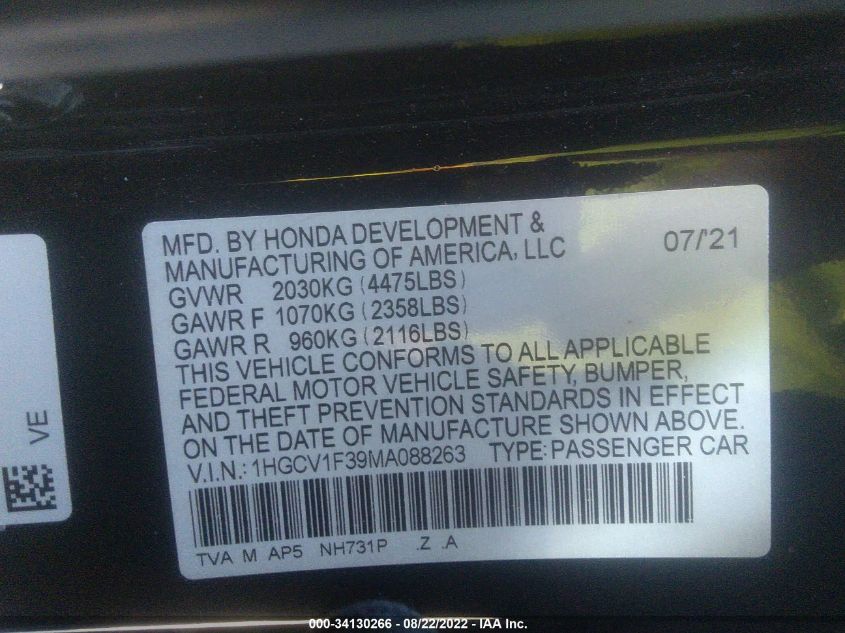 MFD. BY HONDA DEVELOPMENT &
MANUFACTURING OF AMERICA, LLC 07/'21
GVWR 2030KG (4475LBS)
GAWR F 1070KG (2358LBS)
GAWR R 960KG (2116LBS)
THIS VEHICLE CONFORMS TO ALL APPLICABLE
FEDERAL MOTOR VEHICLE SAFETY, BUMPER,
AND THEFT PREVENTION STANDARDS IN EFFECT
ON THE DATE OF MANUFACTURE SHOWN ABOVE.
V.I.N.: 1HGCV1F39MA088263 TYPE: PASSENGER CAR
TVA M AP5 NH731P .Z .A
VE
000-34130266 - 08/22/2022 - IAA Inc.